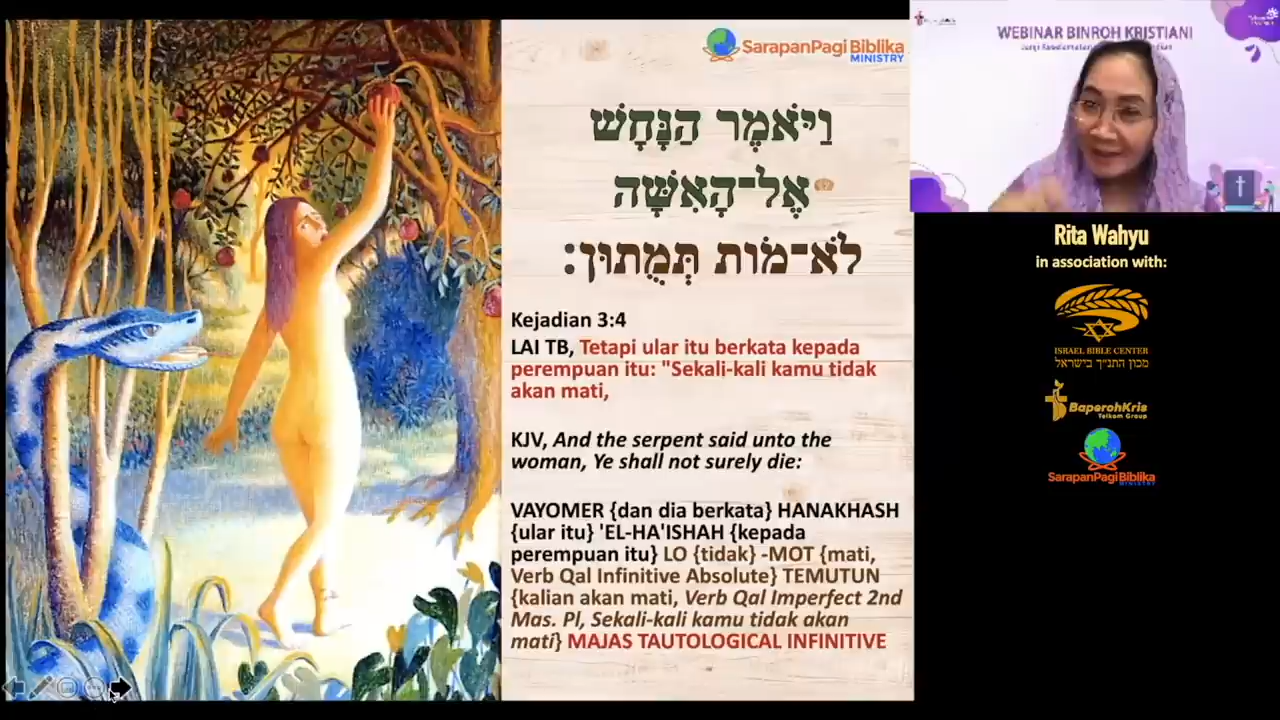 SarapanPagi Biblika
MINISTRY
וַיֹּאמֶר הַנָּחָשׁ
אֶל־הָאִשָּׁה
לֹא־מוֹת תְּמֻתוּן׃
Kejadian 3:4
LAI TB, Tetapi ular itu berkata kepada
perempuan itu: "Sekali-kali kamu tidak
akan mati,
KJV, And the serpent said unto the
woman, Ye shall not surely die:
VAYOMER {dan dia berkata} HANAKHASH
{ular itu} 'EL-HA'ISHAH {kepada
perempuan itu} LO {tidak} -MOT {mati,
Verb Qal Infinitive Absolute} TEMUTUN
{kalian akan mati, Verb Qal Imperfect 2nd
Mas. Pl, Sekali-kali kamu tidak akan
mati} MAJAS TAUTOLOGICAL INFINITIVE
WEBINAR BINROH KRISTIANI
Rita Wahyu
in association with:
ISRAEL BIBLE CENTER
מכון התנ״ך בישראל
BaperohKris
Telkom Group
SarapanPagi Biblika
MINISTRY